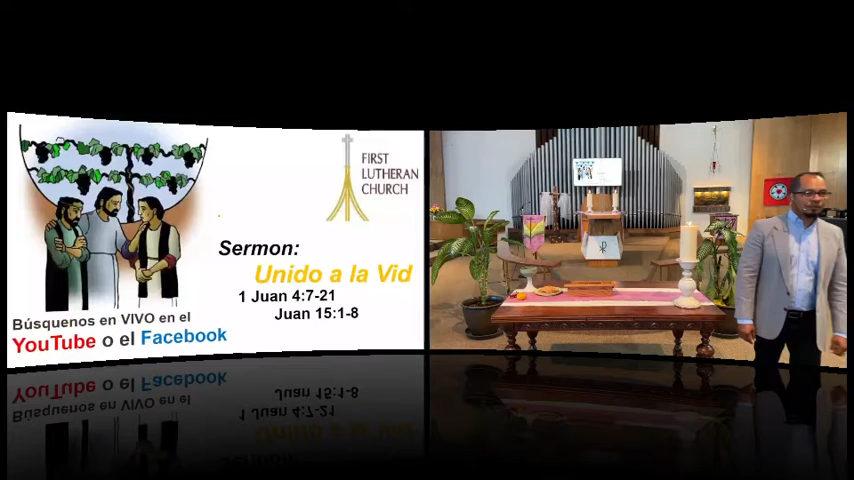 FIRST
LUTHERAN
CHURCH
Sermon:
Unido a la Vid
1 Juan 4:7-21
Juan 15:1-8
Búsquenos en VIVO en el
YouTube o el Facebook